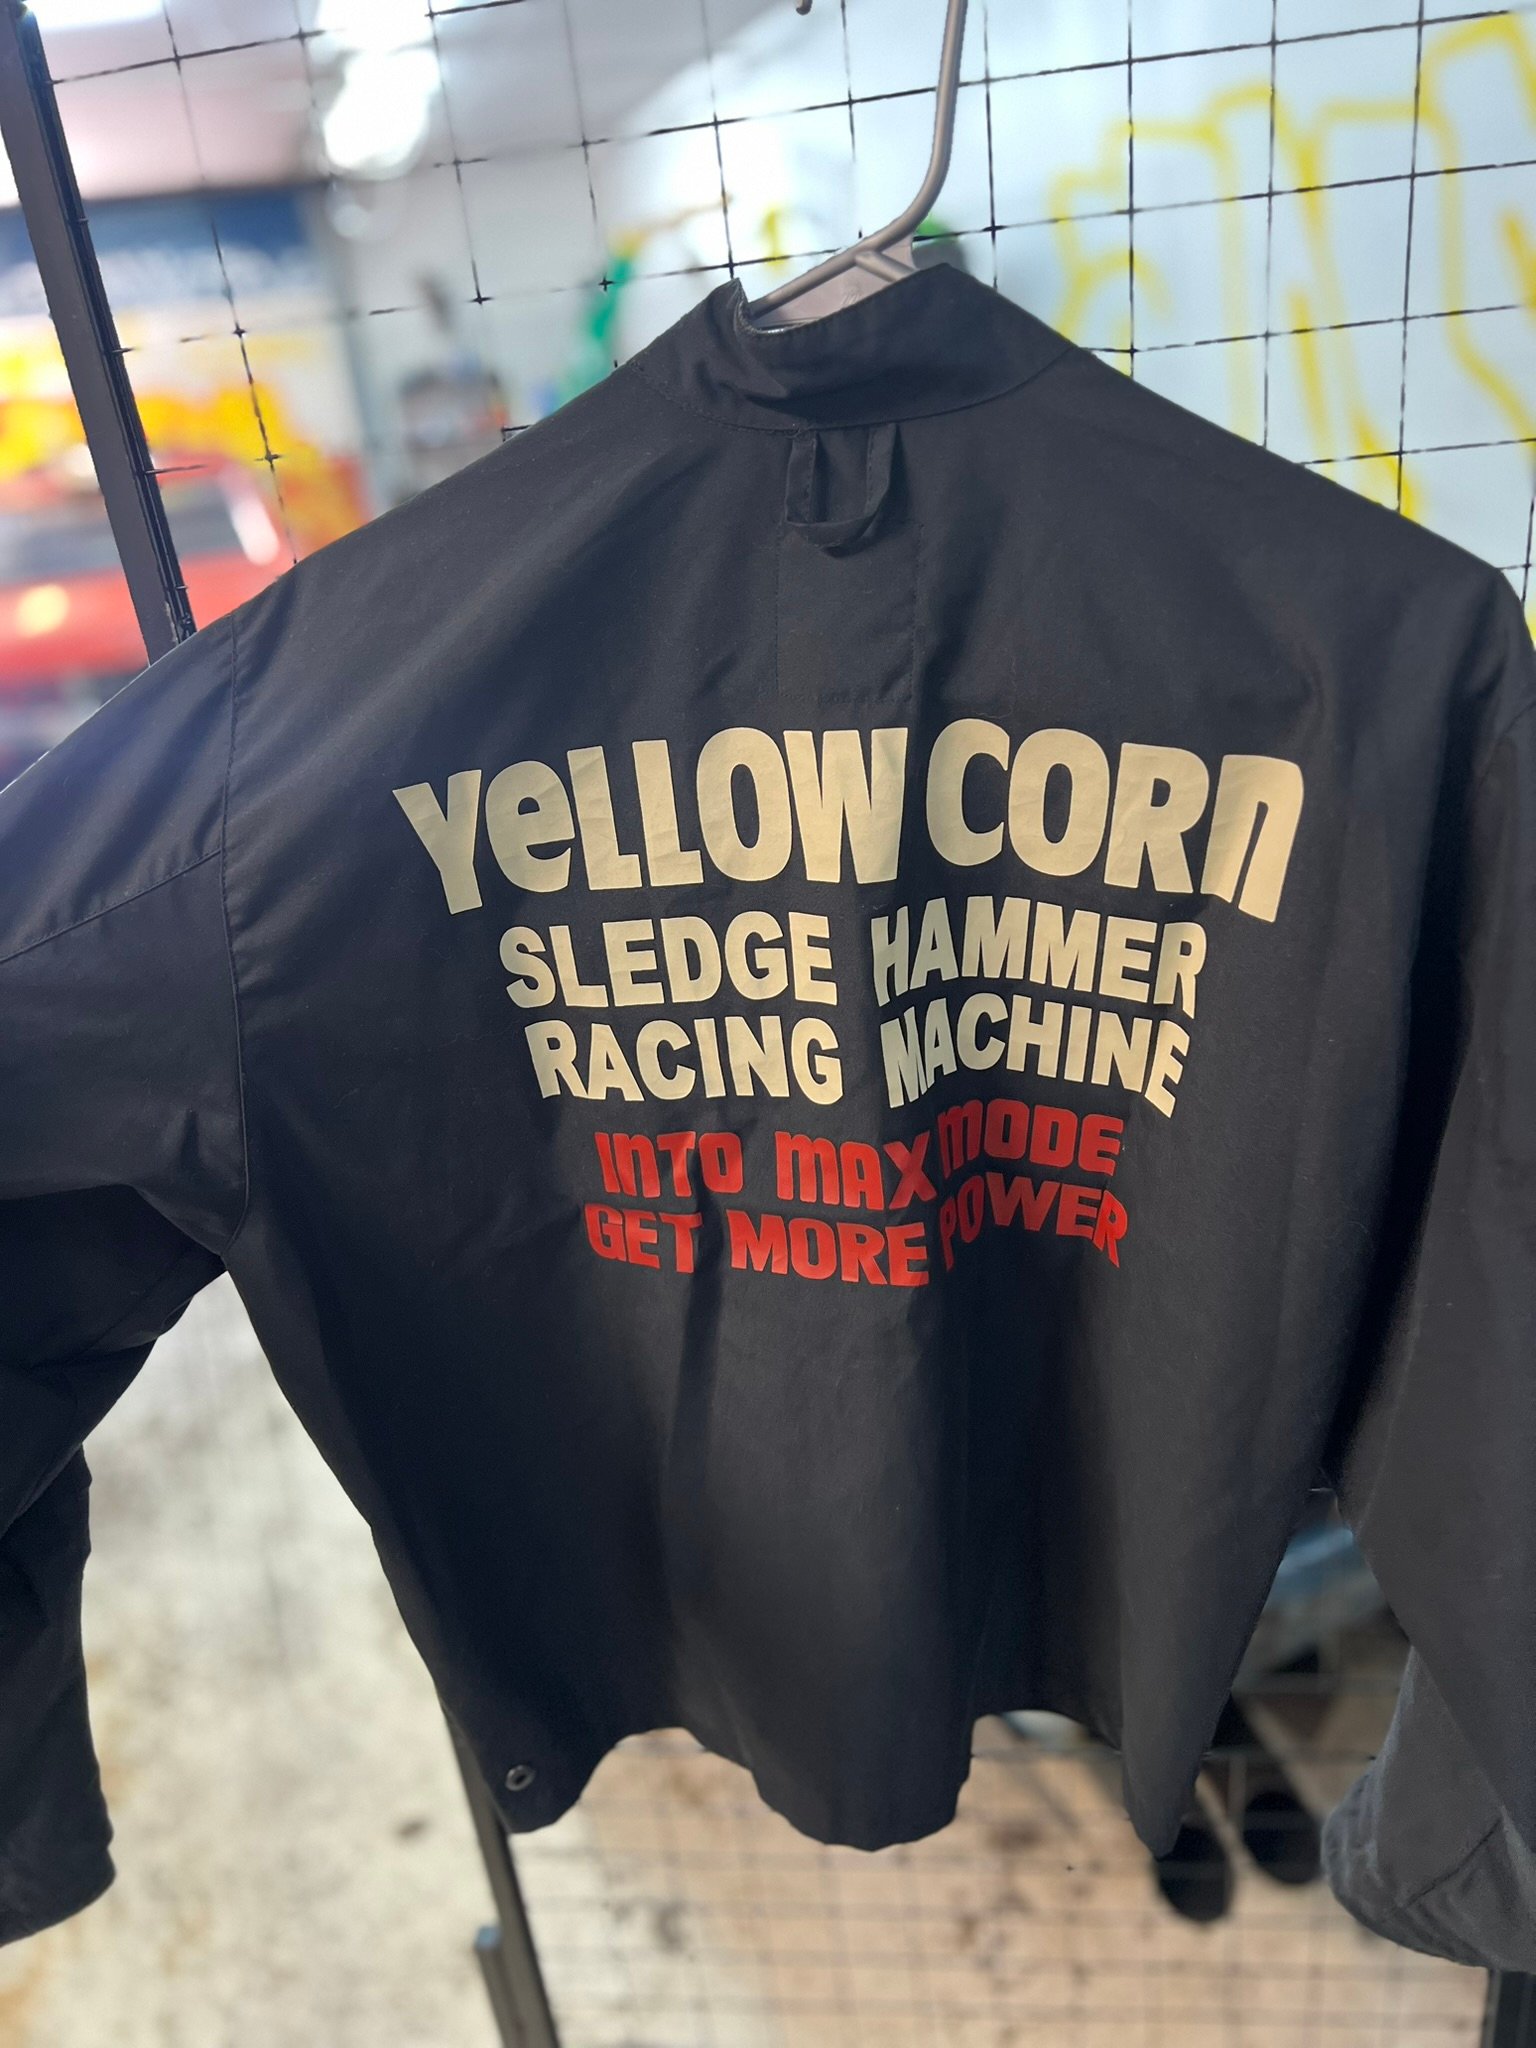 YeLLOW CORn
SLEDGE HAMMER
RACING MACHINE
InTO mAX mODE
GET MORE POWER